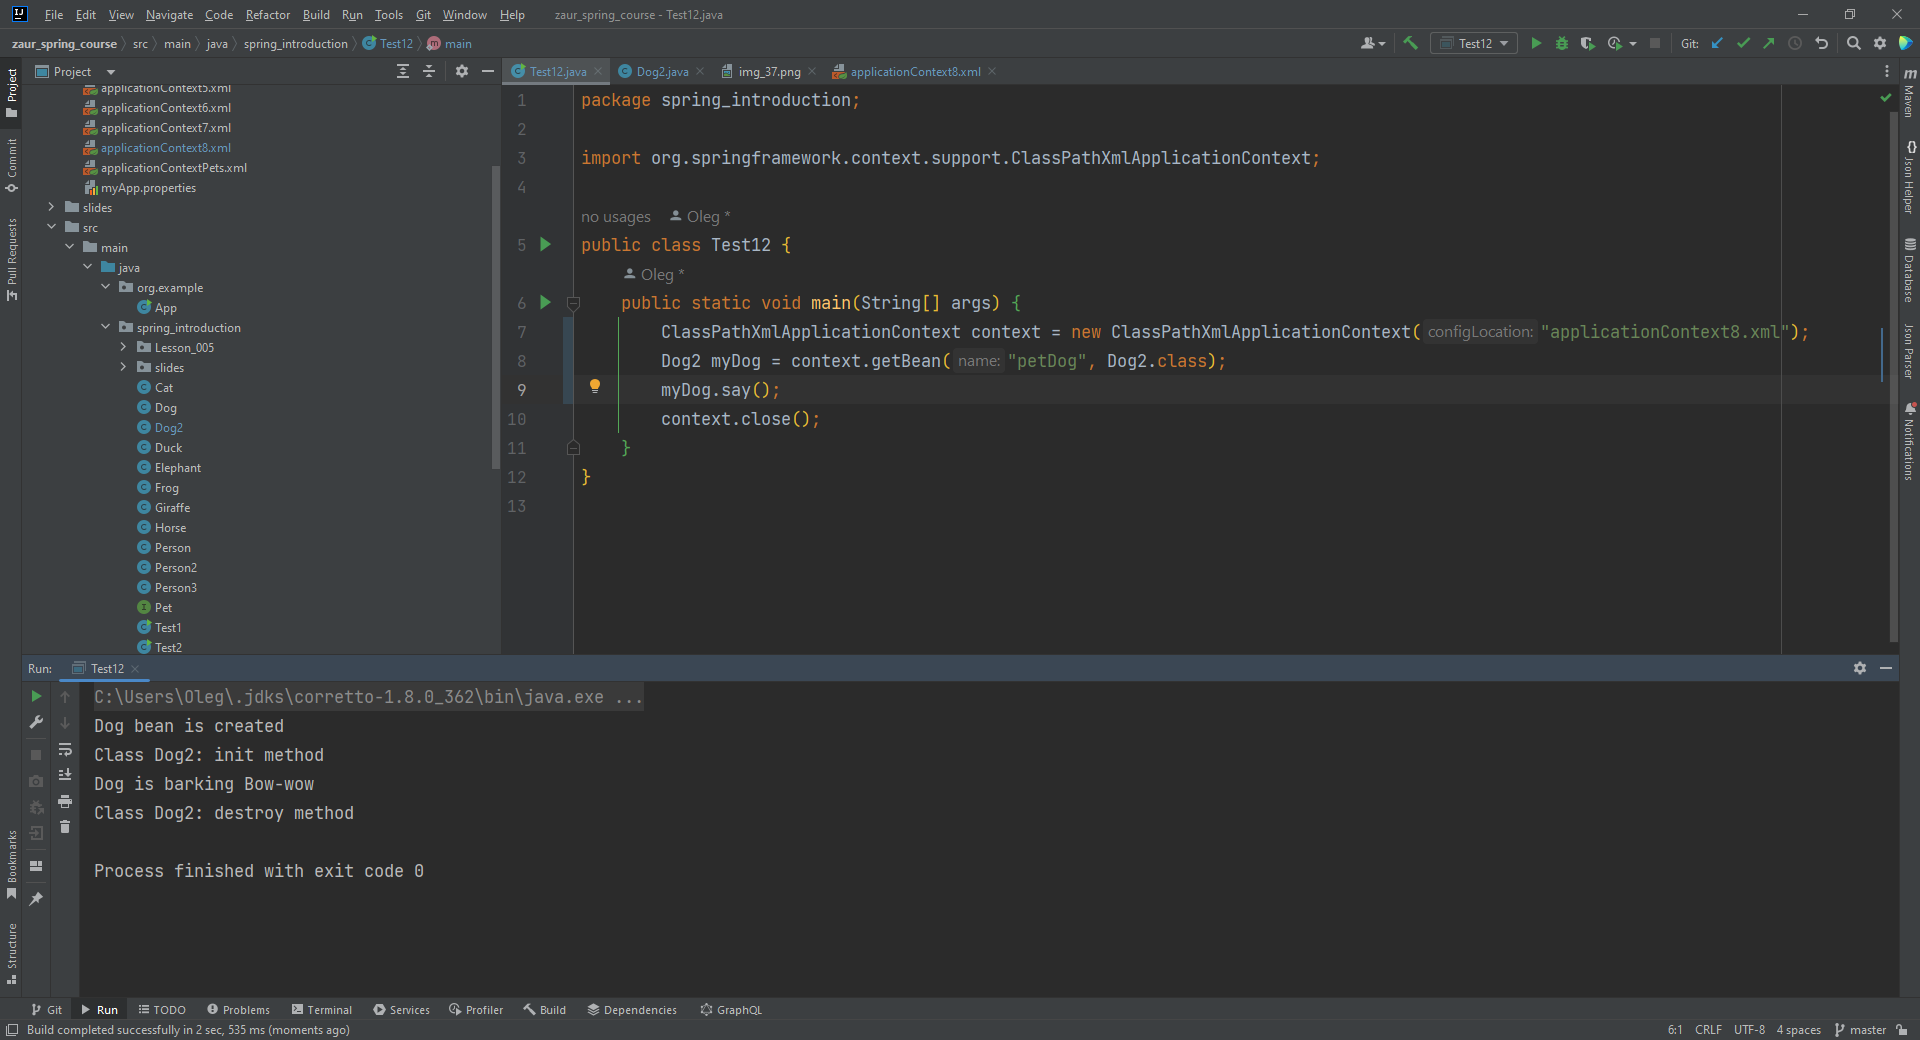 File Edit View Navigate Code Refactor Build Run Tools Git Window Help zaur_spring_course - Test12.java
zaur_spring_course src main java spring_introduction Test12 main
Test12 Git:
Project
Test12.java Dog2.java img_37.png applicationContext8.xml
applicationContext5.xml
applicationContext6.xml
applicationContext7.xml
applicationContext8.xml
applicationContextPets.xml
myApp.properties
slides
src
main
java
org.example
App
spring_introduction
Lesson_005
slides
Cat
Dog
Dog2
Duck
Elephant
Frog
Giraffe
Horse
Person
Person2
Person3
Pet
Test1
Test2
Project
Commit
Pull Requests
Bookmarks
Structure
1 package spring_introduction;
2
3 import org.springframework.context.support.ClassPathXmlApplicationContext;
4
no usages Oleg *
5 public class Test12 {
Oleg *
6 public static void main(String[] args) {
7 ClassPathXmlApplicationContext context = new ClassPathXmlApplicationContext( configLocation: "applicationContext8.xml");
8 Dog2 myDog = context.getBean( name: "petDog", Dog2.class);
9 myDog.say();
10 context.close();
11 }
12 }
13
Maven
Json Helper
Database
Json Parser
Notifications
Run: Test12
C:\Users\Oleg\.jdks\corretto-1.8.0_362\bin\java.exe ...
Dog bean is created
Class Dog2: init method
Dog is barking Bow-wow
Class Dog2: destroy method
Process finished with exit code 0
Git Run TODO Problems Terminal Services Profiler Build Dependencies GraphQL
Build completed successfully in 2 sec, 535 ms (moments ago) 6:1 CRLF UTF-8 4 spaces master